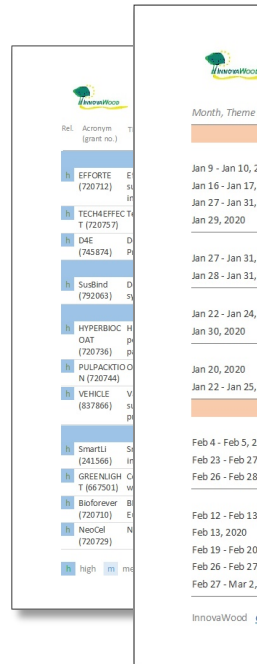 INNOVAWOOD
Rel. Acronym
(grant no.)
h EFFORTE
(720712)
h TECH4EFFEC
T (720757)
h D4E
(745874)
h SusBind
(792063)
h HYPERBIOC
OAT
(720736)
h PULPACKTIO
N (720744)
h VEHICLE
(837866)
h SmartLi
(241566)
h GREENLIGH
T (667501)
h Bioforever
(720710)
h NeoCel
(720729)
h high m me
INNOVAWOOD
Month, Theme
Jan 9 - Jan 10, 2
Jan 16 - Jan 17,
Jan 27 - Jan 31,
Jan 29, 2020
Jan 27 - Jan 31,
Jan 28 - Jan 31,
Jan 22 - Jan 24,
Jan 30, 2020
Jan 20, 2020
Jan 22 - Jan 25,
Feb 4 - Feb 5, 2
Feb 23 - Feb 27
Feb 26 - Feb 28
Feb 12 - Feb 13
Feb 13, 2020
Feb 19 - Feb 20
Feb 26 - Feb 27
Feb 27 - Mar 2,
InnovaWood